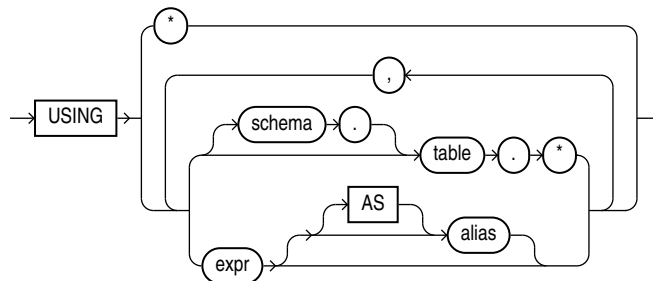 *
,
USING
schema .
table . *
AS
alias
expr